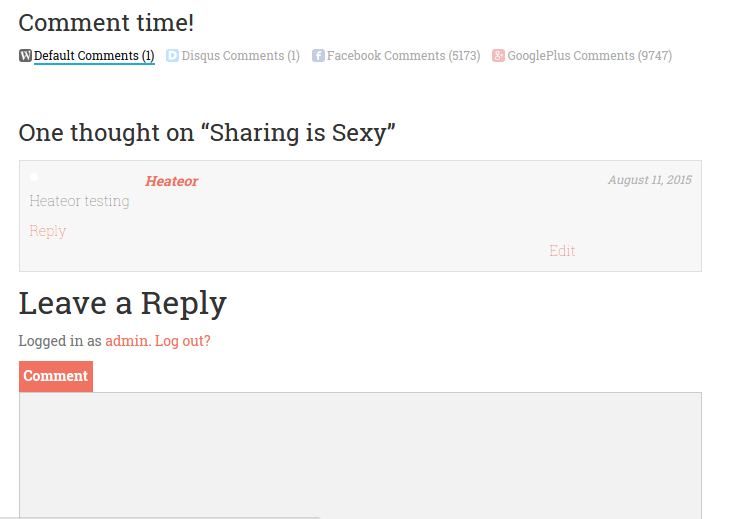 Comment time!
Default Comments (1) Disqus Comments (1) Facebook Comments (5173) GooglePlus Comments (9747)
One thought on “Sharing is Sexy”
Heateor August 11, 2015
Heateor testing
Reply
Edit
Leave a Reply
Logged in as admin. Log out?
Comment